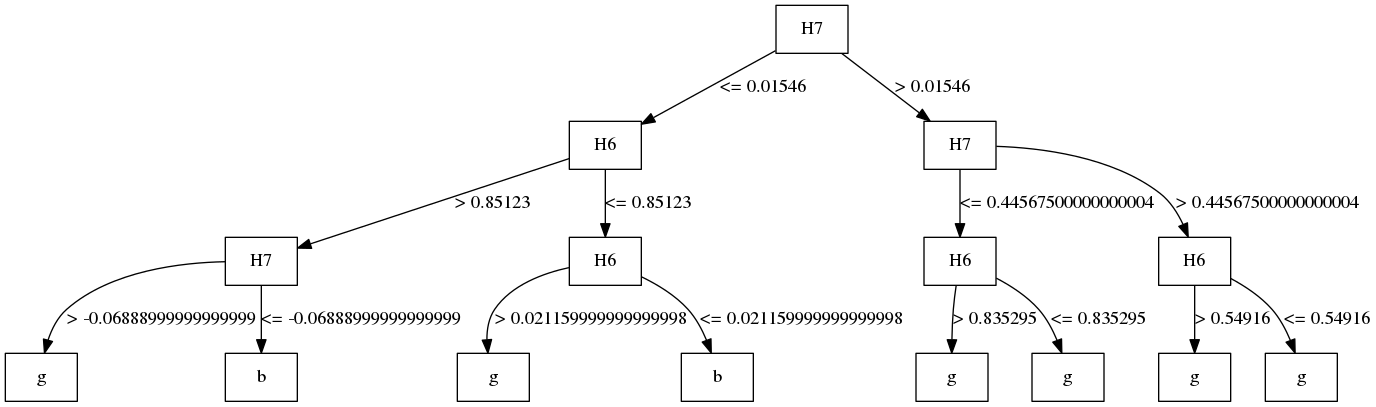 H7
<= 0.01546
> 0.01546
H6
H7
> 0.85123
<= 0.85123
<= 0.44567500000000004
> 0.44567500000000004
H7
H6
H6
H6
> -0.06888999999999999
<= -0.06888999999999999
> 0.021159999999999998
<= 0.021159999999999998
> 0.835295
<= 0.835295
> 0.54916
<= 0.54916
g
b
g
b
g
g
g
g